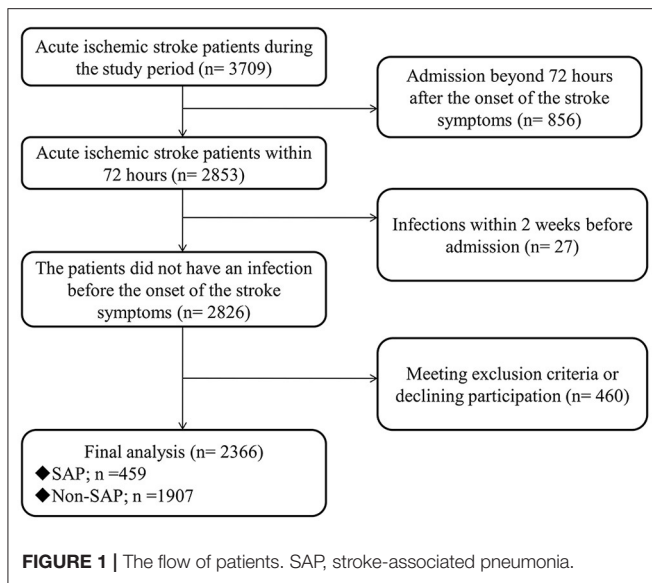 Acute ischemic stroke patients during
the study period (n= 3709)
Admission beyond 72 hours
after the onset of the stroke
symptoms (n= 856)
Acute ischemic stroke patients within
72 hours (n= 2853)
Infections within 2 weeks before
admission (n= 27)
The patients did not have an infection
before the onset of the stroke
symptoms (n= 2826)
Meeting exclusion criteria or
declining participation (n= 460)
Final analysis (n= 2366)
◆SAP; n =459
◆Non-SAP; n=1907
FIGURE 1 | The flow of patients. SAP, stroke-associated pneumonia.